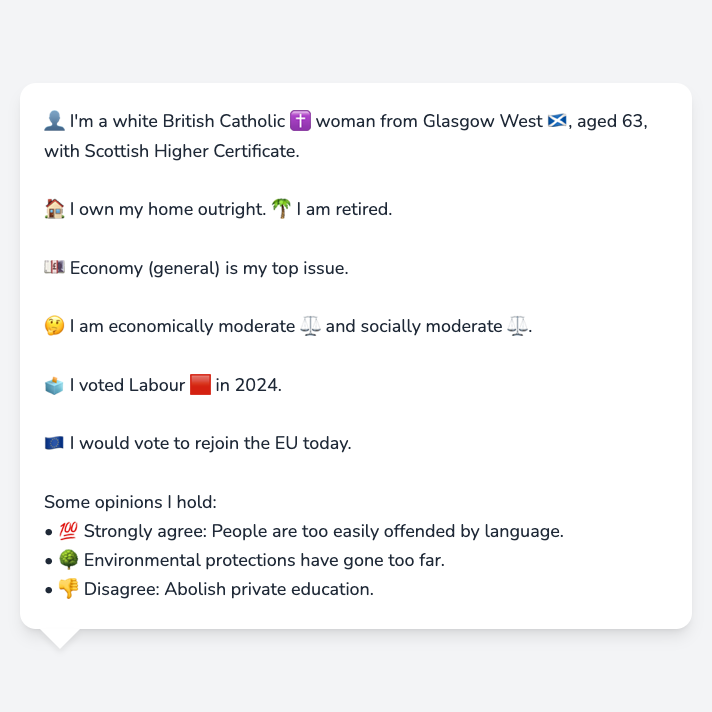 👤 I'm a white British Catholic ✝️ woman from Glasgow West 🏴󠁧󠁢󠁳󠁣󠁴󠁿, aged 63,
with Scottish Higher Certificate.
🏠 I own my home outright. 🌴 I am retired.
💷 Economy (general) is my top issue.
🤔 I am economically moderate ⚖️ and socially moderate ⚖️.
🗳️ I voted Labour 🟥 in 2024.
🇪🇺 I would vote to rejoin the EU today.
Some opinions I hold:
• 💯 Strongly agree: People are too easily offended by language.
• 🌳 Environmental protections have gone too far.
• 👎 Disagree: Abolish private education.